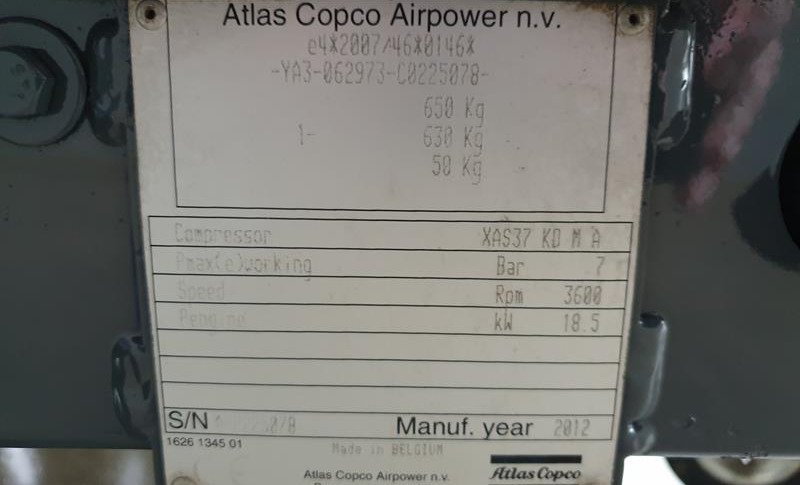 Atlas Copco Airpower n.v.
e4*2007/46*0146*
-YA3-062973-C0225078-
650 Kg
1- 630 Kg
50 Kg
Compressor XAS37 KD M A
Pmax(e)working Bar 7
Speed Rpm 3600
Pengine kW 18.5
S/N
Manuf. year 2012
1626 1345 01
Made in BELGIUM
Atlas Copco Airpower n.v.
Atlas Copco